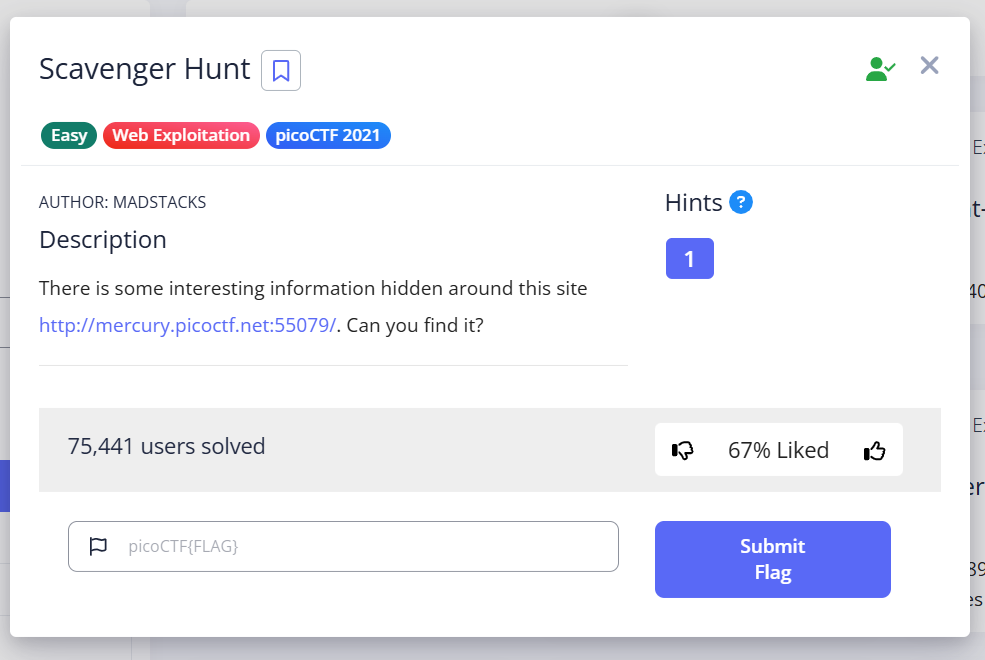 Scavenger Hunt
Easy Web Exploitation picoCTF 2021
AUTHOR: MADSTACKS
Description
There is some interesting information hidden around this site
http://mercury.picoctf.net:55079/. Can you find it?
Hints ?
1
75,441 users solved
67% Liked
picoCTF{FLAG}
Submit
Flag